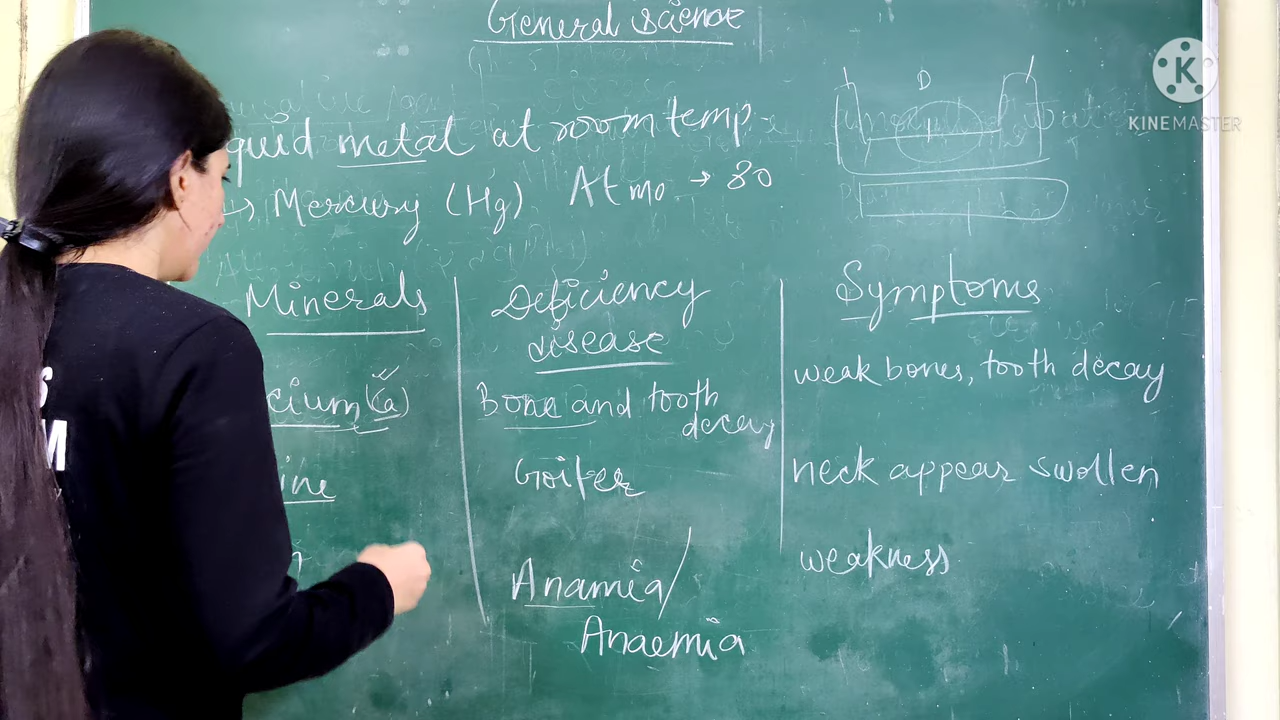 General Science
D
quid metal at room temp.
→ Mercury (Hg) At mo → 80
Minerals Deficiency disease Symptoms
cium (Ca) Bone and tooth decay weak bones, tooth decay
ine Goiter neck appear swollen
Anamia/ weakness
Anaemia
S
M
K
KINEMASTER